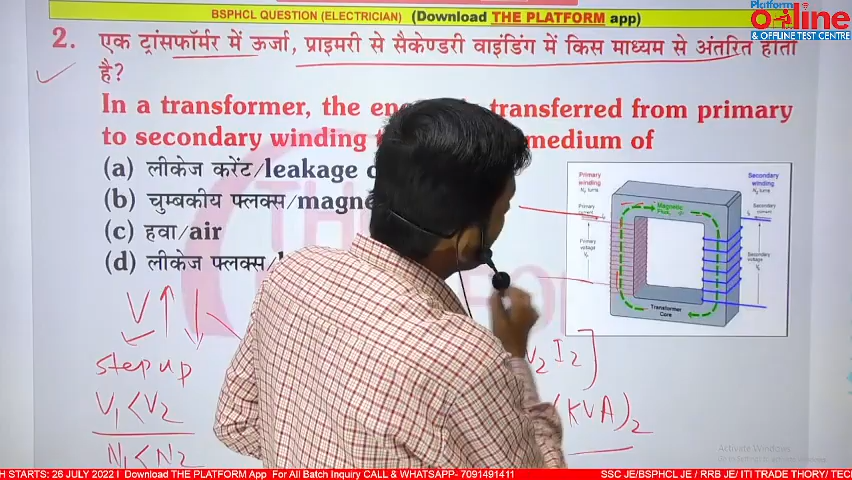 BSPHCL QUESTION (ELECTRICIAN) (Download THE PLATFORM app)
Platform
online
& OFFLINE TEST CENTRE
2. एक ट्रांसफॉर्मर में ऊर्जा, प्राइमरी से सैकेण्डरी वाइंडिंग में किस माध्यम से अंतरित होता
है?
In a transformer, the transferred from primary
to secondary winding medium of
(a) लीकेज करेंट/leakage
(b) चुम्बकीय फ्लक्स/
(c) हवा/air
(d) लीकेज फ्लक्स/
Primary winding
turns
Primary current
Primary voltage
Magnetic Flux,
Transformer Core
Secondary winding
turns
Secondary current
Secondary voltage
V ↑ ↓
step up
V₁ < V₂
N₁ < N₂
I₂]
(KVA)₂
Activate Windows
H STARTS: 26 JULY 2022 I Download THE PLATFORM App For All Batch Inquiry CALL & WHATSAPP- 7091491411 SSC JE/BSPHCL JE / RRB JE/ ITI TRADE THORY/ TEC